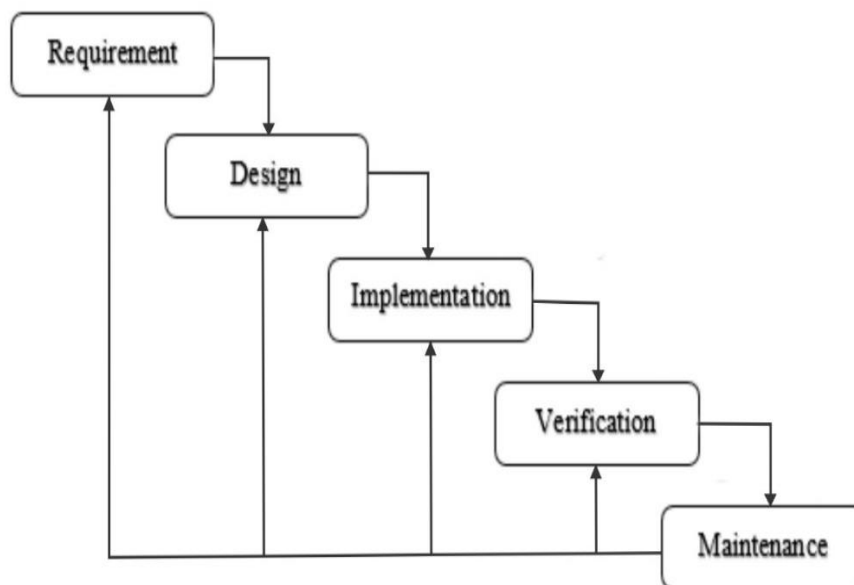 Requirement
Design
Implementation
Verification
Maintenance